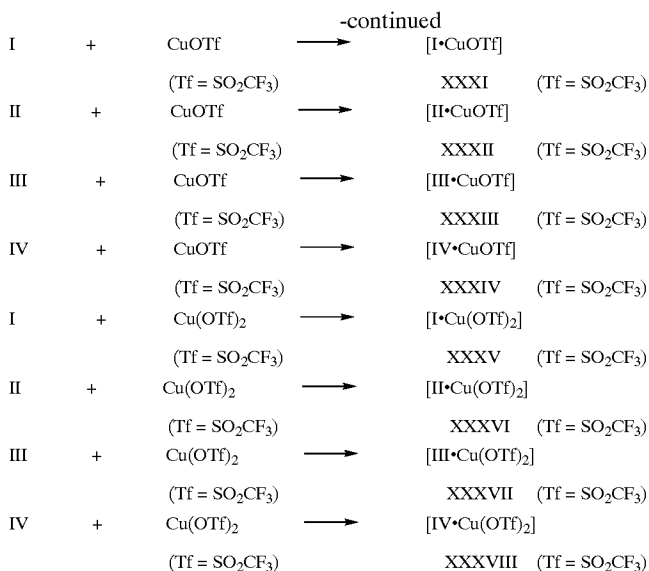 -continued
I + CuOTf ⟶ [I•CuOTf]
(Tf = SO₂CF₃) XXXI (Tf = SO₂CF₃)
II + CuOTf ⟶ [II•CuOTf]
(Tf = SO₂CF₃) XXXII (Tf = SO₂CF₃)
III + CuOTf ⟶ [III•CuOTf]
(Tf = SO₂CF₃) XXXIII (Tf = SO₂CF₃)
IV + CuOTf ⟶ [IV•CuOTf]
(Tf = SO₂CF₃) XXXIV (Tf = SO₂CF₃)
I + Cu(OTf)₂ ⟶ [I•Cu(OTf)₂]
(Tf = SO₂CF₃) XXXV (Tf = SO₂CF₃)
II + Cu(OTf)₂ ⟶ [II•Cu(OTf)₂]
(Tf = SO₂CF₃) XXXVI (Tf = SO₂CF₃)
III + Cu(OTf)₂ ⟶ [III•Cu(OTf)₂]
(Tf = SO₂CF₃) XXXVII (Tf = SO₂CF₃)
IV + Cu(OTf)₂ ⟶ [IV•Cu(OTf)₂]
(Tf = SO₂CF₃) XXXVIII (Tf = SO₂CF₃)